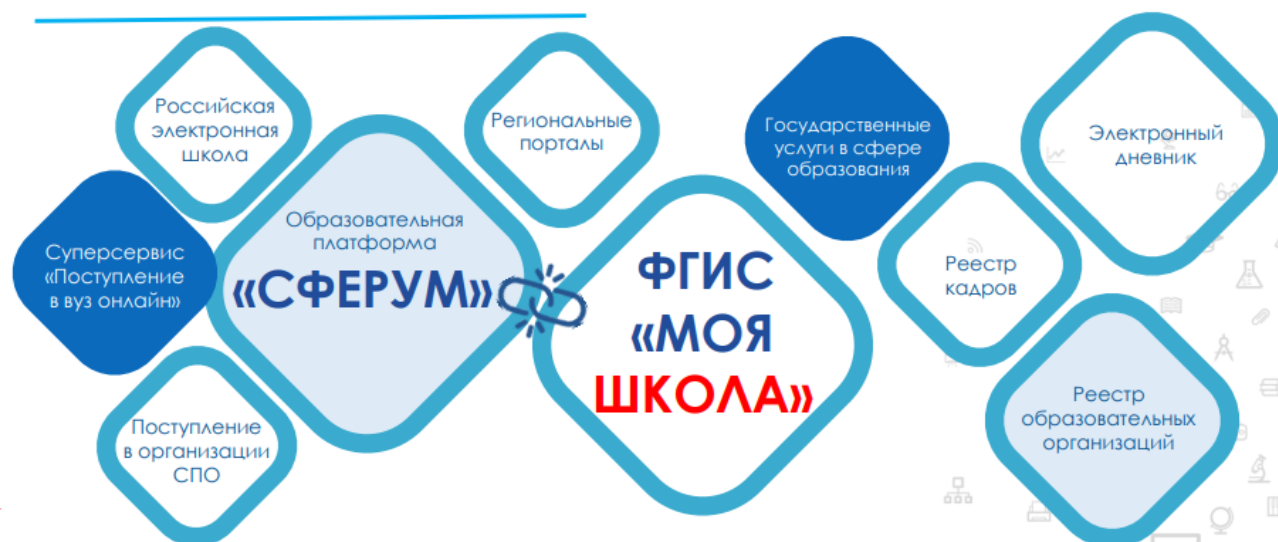 Российская
электронная
школа
Региональные
порталы
Государственные
услуги в сфере
образования
Электронный
дневник
Суперсервис
«Поступление
в вуз онлайн»
Образовательная
платформа
«СФЕРУМ»
ФГИС
«МОЯ
ШКОЛА»
Реестр
кадров
Поступление
в организации
СПО
Реестр
образовательных
организаций